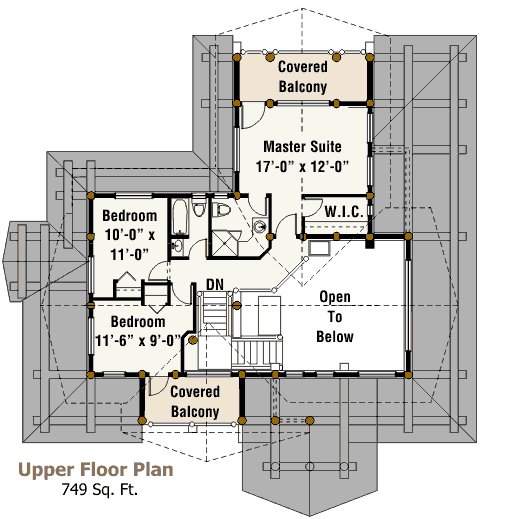 Covered
Balcony
Master Suite
17'-0" x 12'-0"
W.I.C.
Bedroom
10'-0" x
11'-0"
DN
Open
To
Below
Bedroom
11'-6" x 9'-0"
Covered
Balcony
Upper Floor Plan
749 Sq. Ft.